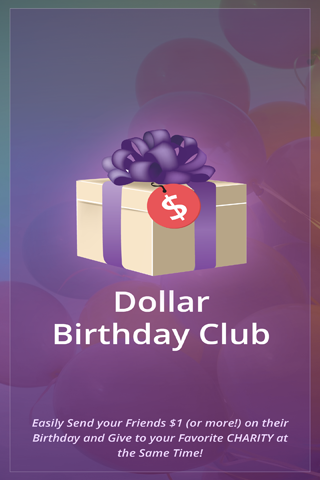 $
Dollar
Birthday Club
Easily Send your Friends $1 (or more!) on their
Birthday and Give to your Favorite CHARITY at
the Same Time!